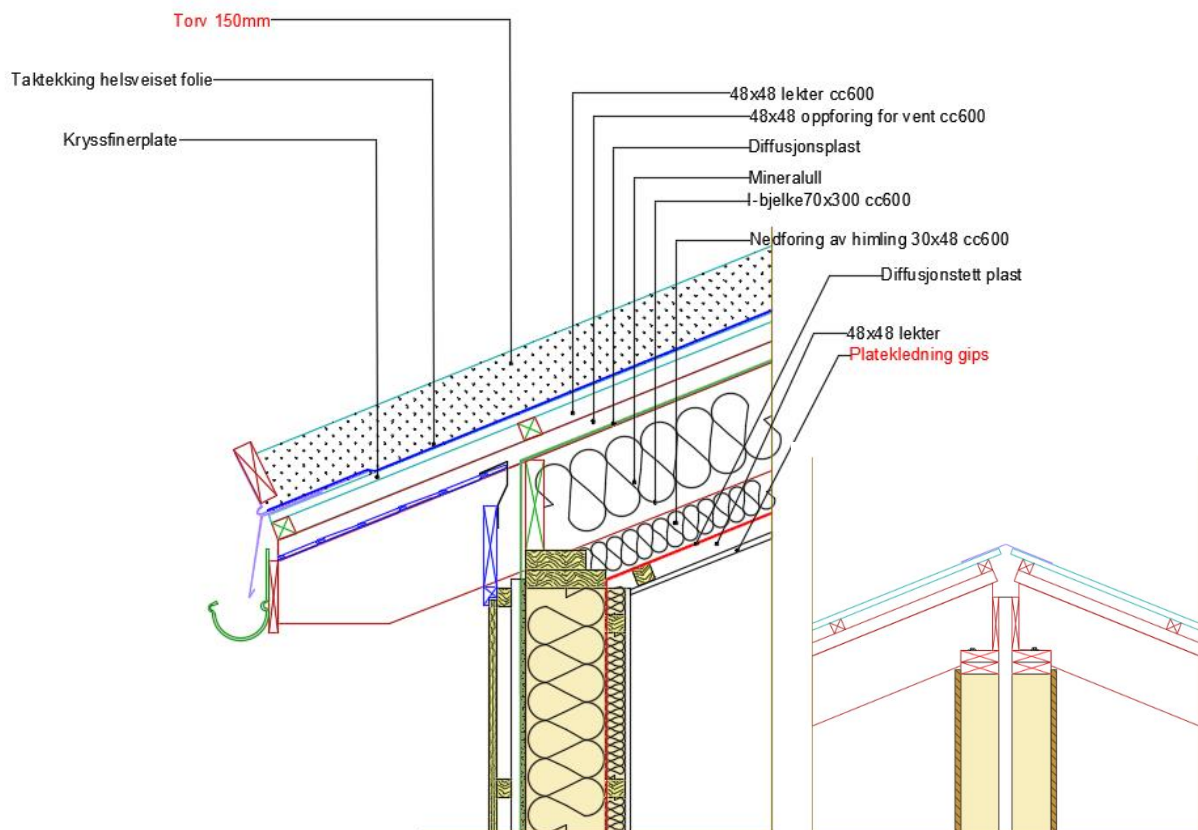 Torv 150mm
Taktekking helsveiset folie
Kryssfinerplate
48x48 lekter cc600
48x48 oppforing for vent cc600
Diffusjonsplast
Mineralull
I-bjelke70x300 cc600
Nedforing av himling 30x48 cc600
Diffusjonstett plast
48x48 lekter
Platekledning gips